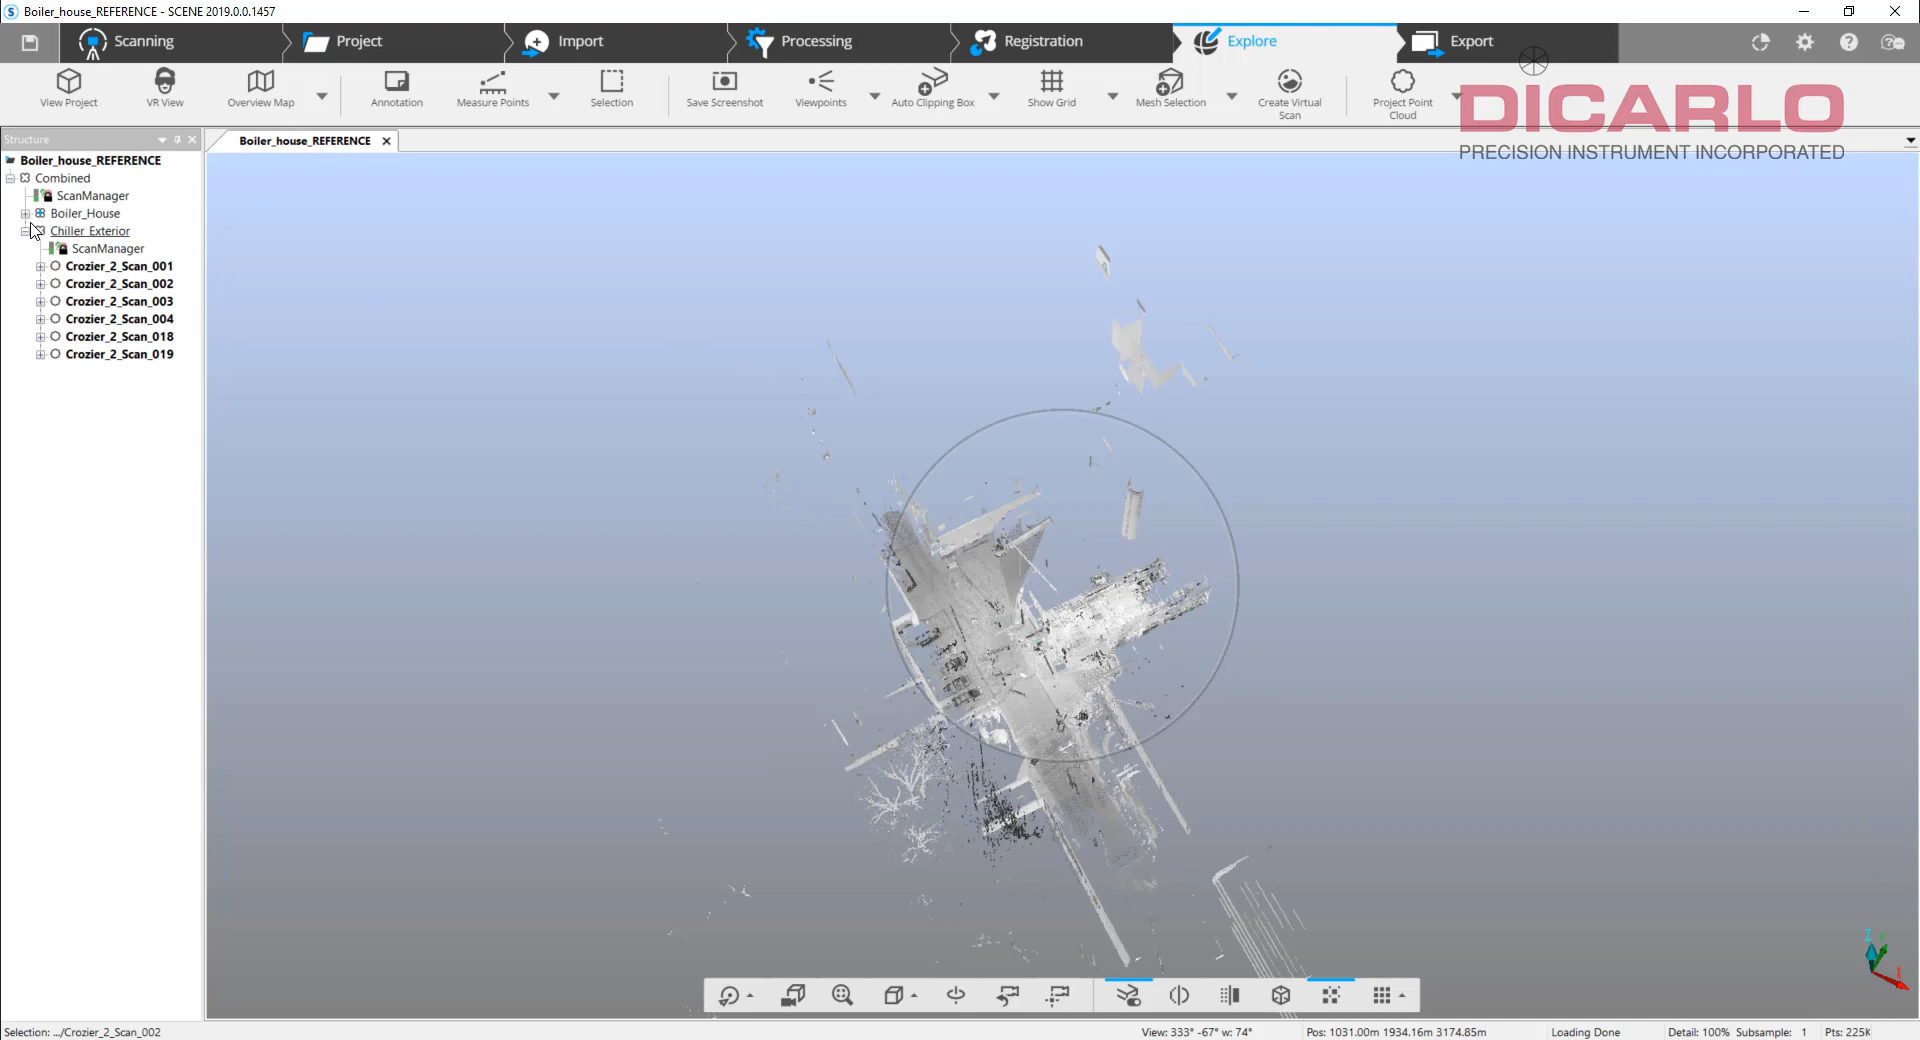 Boiler_house_REFERENCE - SCENE 2019.0.0.1457
Scanning
Project
Import
Processing
Registration
Explore
Export
View Project
VR View
Overview Map
Annotation
Measure Points
Selection
Save Screenshot
Viewpoints
Auto Clipping Box
Show Grid
Mesh Selection
Create Virtual
Scan
Project Point
Cloud
DICARLO
PRECISION INSTRUMENT INCORPORATED
Structure
Boiler_house_REFERENCE
Boiler_house_REFERENCE
Combined
ScanManager
Boiler_House
Chiller_Exterior
ScanManager
Crozier_2_Scan_001
Crozier_2_Scan_002
Crozier_2_Scan_003
Crozier_2_Scan_004
Crozier_2_Scan_018
Crozier_2_Scan_019
Z
Y
X
Selection: .../Crozier_2_Scan_002
View: 333° -67° w: 74°
Pos: 1031.00m 1934.16m 3174.85m
Loading Done
Detail: 100% Subsample: 1
Pts: 225K